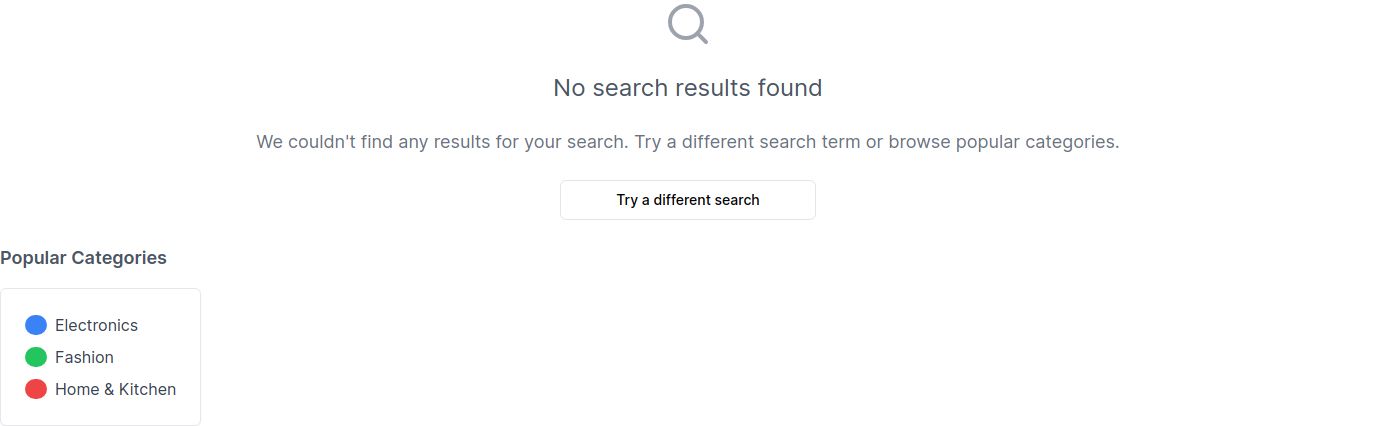 No search results found
We couldn't find any results for your search. Try a different search term or browse popular categories.
Try a different search
Popular Categories
Electronics
Fashion
Home & Kitchen